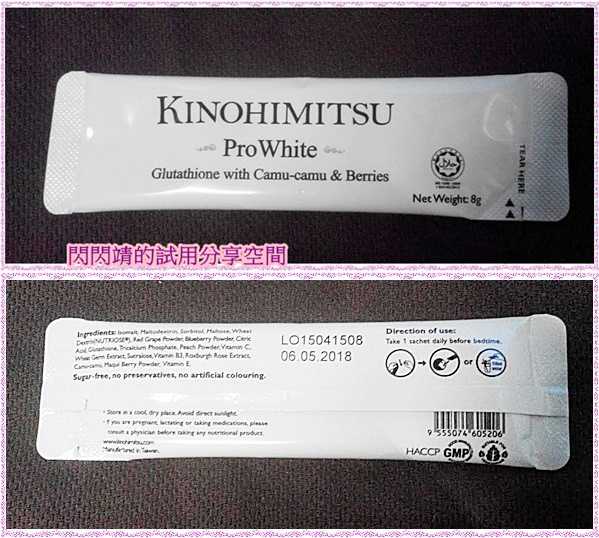 KINOHIMITSU
ProWhite
Glutathione with Camu-camu & Berries
Net Weight: 8g
TEAR HERE
閃閃靖的試用分享空間
Ingredients: Isomalt, Maltodextrin, Sorbitol, Maltose, Wheat
Dextrin(NUTRIOSE®), Red Grape Powder, Blueberry Powder, Citric
Acid, Glutathione, Tricalcium Phosphate, Peach Powder, Vitamin C,
Wheat Germ Extract, Sucralose, Vitamin B3, Roxburgh Rose Extract,
Camu-camu, Maqui Berry Powder, Vitamin E.
Sugar-free, no preservatives, no artificial colouring.
LO15041508
06.05.2018
Direction of use:
Take 1 sachet daily before bedtime.
or
• Store in a cool, dry place. Avoid direct sunlight.
• If you are pregnant, lactating or taking medications, please
consult a physician before taking any nutritional product.
www.kinohimitsu.com
Manufactured in Taiwan.
9 555074 605206
HACCP GMP